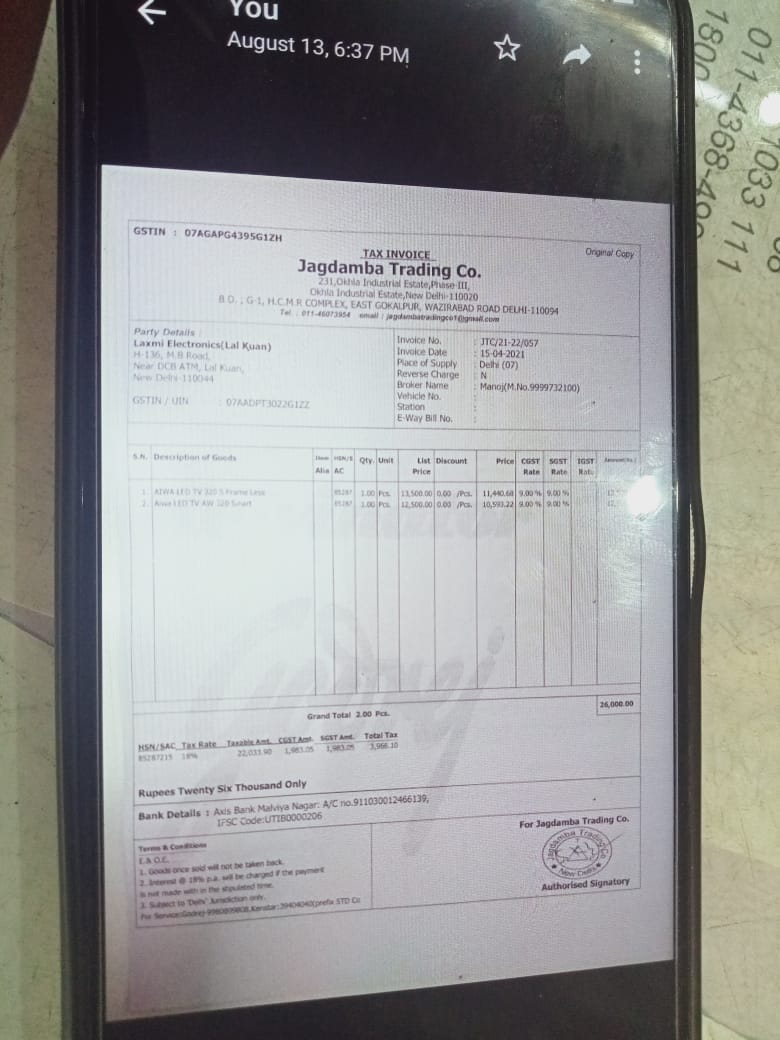 You
August 13, 6:37 PM
011-4368-
1800
1033 111
GSTIN : 07AGAPG4395G1ZH
Original Copy
TAX INVOICE
Jagdamba Trading Co.
231,Okhla Industrial Estate,Phase-III,
Okhla Industrial Estate,New Delhi-110020
B.O. : G-1, H.C.M.R COMPLEX, EAST GOKALPUR, WAZIRABAD ROAD DELHI-110094
Tel. : 011-46073954 email : jagdambatradingco1@gmail.com
Party Details :
Laxmi Electronics(Lal Kuan)
H-136, M.B Road,
Near DCB ATM, Lal Kuan,
New Delhi-110044
GSTIN / UIN : 07AADPT3022G1ZZ
Invoice No. : JTC/21-22/057
Invoice Date : 15-04-2021
Place of Supply : Delhi (07)
Reverse Charge : N
Broker Name : Manoj(M.No.9999732100)
Vehicle No. :
Station :
E-Way Bill No. :
S.N. Description of Goods Item HSN/S Qty. Unit List Discount Price CGST SGST IGST
Alia AC Price Rate Rate Rate
1. AIWA LED TV 320 S Frame Less 85287 1.00 Pcs. 13,500.00 0.00 /Pcs. 11,440.68 9.00 % 9.00 %
2. Aiwa LED TV AW 320 Smart 85287 1.00 Pcs. 12,500.00 0.00 /Pcs. 10,593.22 9.00 % 9.00 %
Grand Total 2.00 Pcs. 26,000.00
HSN/SAC Tax Rate Taxable Amt. CGST Amt. SGST Amt. Total Tax
85287215 18% 22,033.90 1,983.05 1,983.05 3,966.10
Rupees Twenty Six Thousand Only
Bank Details : Axis Bank Malviya Nagar: A/C no.911030012466139,
IFSC Code:UTIB0000206
Terms & Conditions
E.& O.E.
1. Goods once sold will not be taken back.
2. Interest @ 18% p.a. will be charged if the payment
is not made with in the stipulated time.
3. Subject to 'Delhi' Jurisdiction only.
For Service:Godrej-9980809808,Kenstar:39404040(prefix STD Co
For Jagdamba Trading Co.
Jagdamba Trading Co.
New Delhi
Authorised Signatory